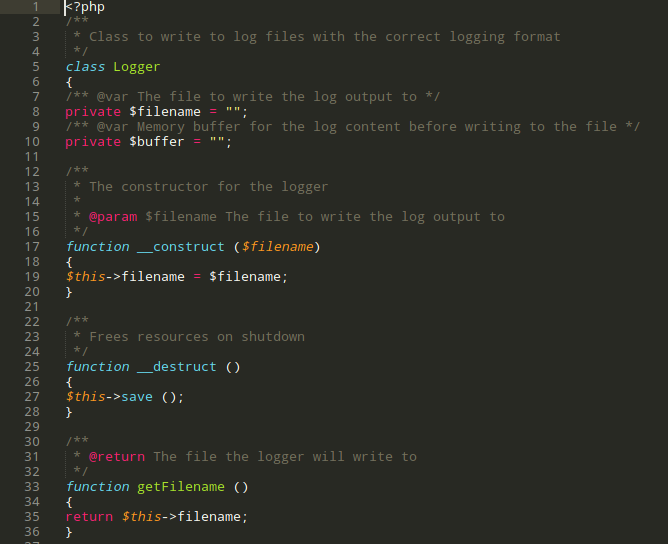 1 <?php
2 /**
3 * Class to write to log files with the correct logging format
4 */
5 class Logger
6 {
7 /** @var The file to write the log output to */
8 private $filename = "";
9 /** @var Memory buffer for the log content before writing to the file */
10 private $buffer = "";
11
12 /**
13 * The constructor for the logger
14 *
15 * @param $filename The file to write the log output to
16 */
17 function __construct ($filename)
18 {
19 $this->filename = $filename;
20 }
21
22 /**
23 * Frees resources on shutdown
24 */
25 function __destruct ()
26 {
27 $this->save ();
28 }
29
30 /**
31 * @return The file the logger will write to
32 */
33 function getFilename ()
34 {
35 return $this->filename;
36 }